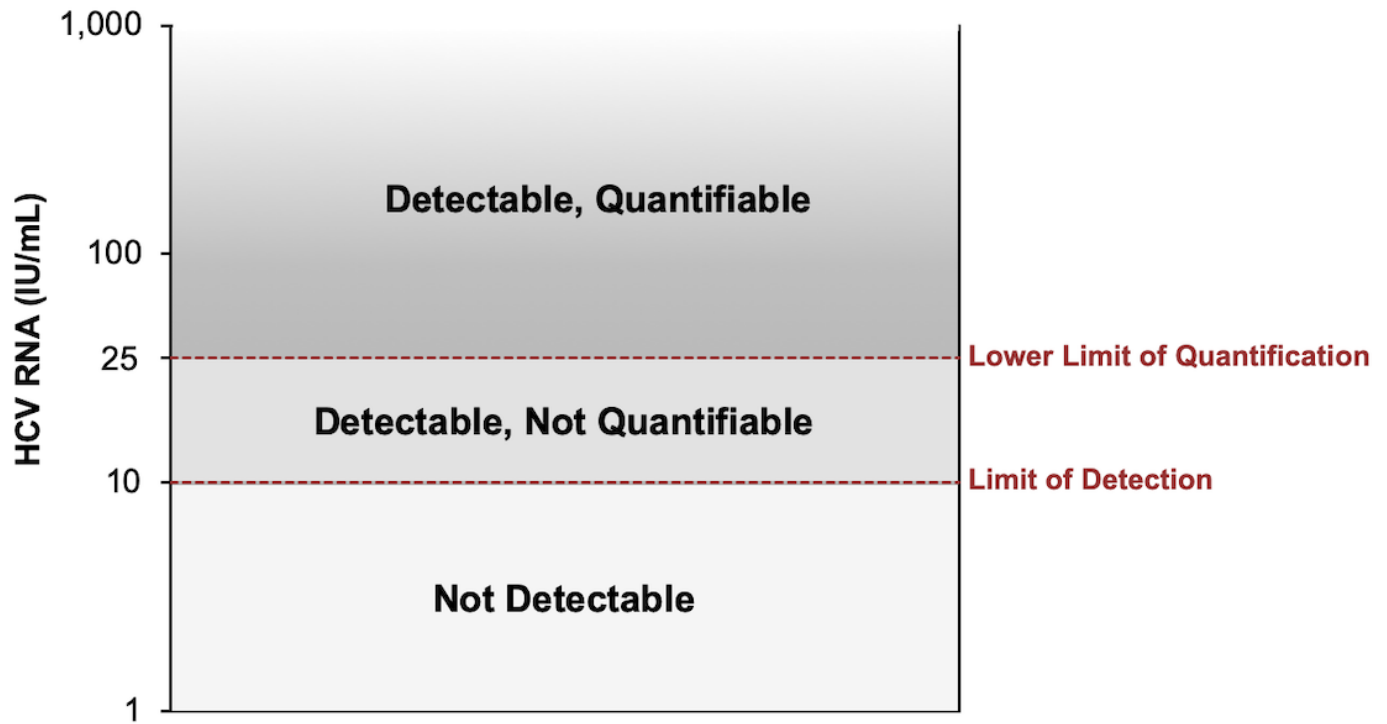 1,000
Detectable, Quantifiable
HCV RNA (IU/mL)
100
25
Lower Limit of Quantification
Detectable, Not Quantifiable
10
Limit of Detection
Not Detectable
1